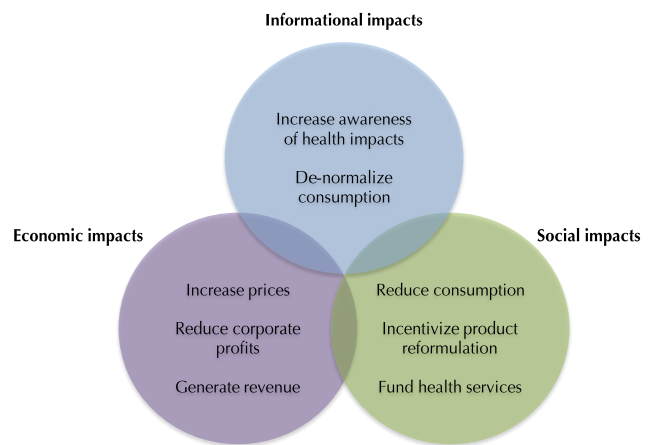 Informational impacts
Increase awareness
of health impacts
De-normalize
consumption
Economic impacts
Increase prices
Reduce corporate
profits
Generate revenue
Social impacts
Reduce consumption
Incentivize product
reformulation
Fund health services